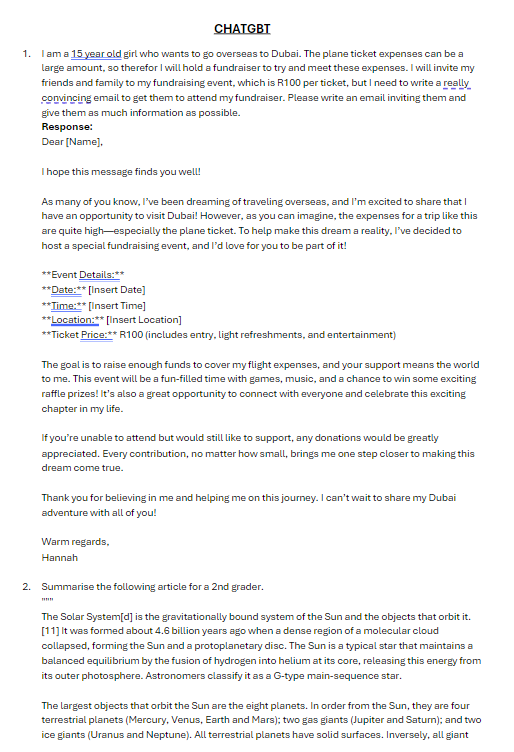 CHATGBT
1. I am a 15 year old girl who wants to go overseas to Dubai. The plane ticket expenses can be a
large amount, so therefor I will hold a fundraiser to try and meet these expenses. I will invite my
friends and family to my fundraising event, which is R100 per ticket, but I need to write a really
convincing email to get them to attend my fundraiser. Please write an email inviting them and
give them as much information as possible.
Response:
Dear [Name],
I hope this message finds you well!
As many of you know, I've been dreaming of traveling overseas, and I'm excited to share that I
have an opportunity to visit Dubai! However, as you can imagine, the expenses for a trip like this
are quite high—especially the plane ticket. To help make this dream a reality, I've decided to
host a special fundraising event, and I'd love for you to be part of it!
**Event Details:**
**Date:** [Insert Date]
**Time:** [Insert Time]
**Location:** [Insert Location]
**Ticket Price:** R100 (includes entry, light refreshments, and entertainment)
The goal is to raise enough funds to cover my flight expenses, and your support means the world
to me. This event will be a fun-filled time with games, music, and a chance to win some exciting
raffle prizes! It's also a great opportunity to connect with everyone and celebrate this exciting
chapter in my life.
If you're unable to attend but would still like to support, any donations would be greatly
appreciated. Every contribution, no matter how small, brings me one step closer to making this
dream come true.
Thank you for believing in me and helping me on this journey. I can't wait to share my Dubai
adventure with all of you!
Warm regards,
Hannah
2. Summarise the following article for a 2nd grader.
"""
The Solar System[d] is the gravitationally bound system of the Sun and the objects that orbit it.
[11] It was formed about 4.6 billion years ago when a dense region of a molecular cloud
collapsed, forming the Sun and a protoplanetary disc. The Sun is a typical star that maintains a
balanced equilibrium by the fusion of hydrogen into helium at its core, releasing this energy from
its outer photosphere. Astronomers classify it as a G-type main-sequence star.
The largest objects that orbit the Sun are the eight planets. In order from the Sun, they are four
terrestrial planets (Mercury, Venus, Earth and Mars); two gas giants (Jupiter and Saturn); and two
ice giants (Uranus and Neptune). All terrestrial planets have solid surfaces. Inversely, all giant